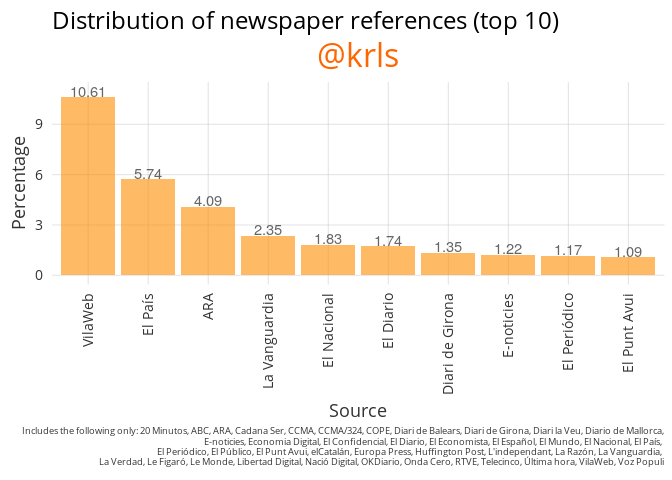 Distribution of newspaper references (top 10)
@krls
Percentage
9
6
3
0
10.61
5.74
4.09
2.35
1.83
1.74
1.35
1.22
1.17
1.09
VilaWeb
El País
ARA
La Vanguardia
El Nacional
El Diario
Diari de Girona
E-noticies
El Periódico
El Punt Avui
Source
Includes the following only: 20 Minutos, ABC, ARA, Cadana Ser, CCMA, CCMA/324, COPE, Diari de Balears, Diari de Girona, Diari la Veu, Diario de Mallorca,
E-noticies, Economia Digital, El Confidencial, El Diario, El Economista, El Español, El Mundo, El Nacional, El País,
El Periódico, El Público, El Punt Avui, elCatalán, Europa Press, Huffington Post, L'independant, La Razón, La Vanguardia,
La Verdad, Le Figaró, Le Monde, Libertad Digital, Nació Digital, OKDiario, Onda Cero, RTVE, Telecinco, Última hora, VilaWeb, Voz Populi